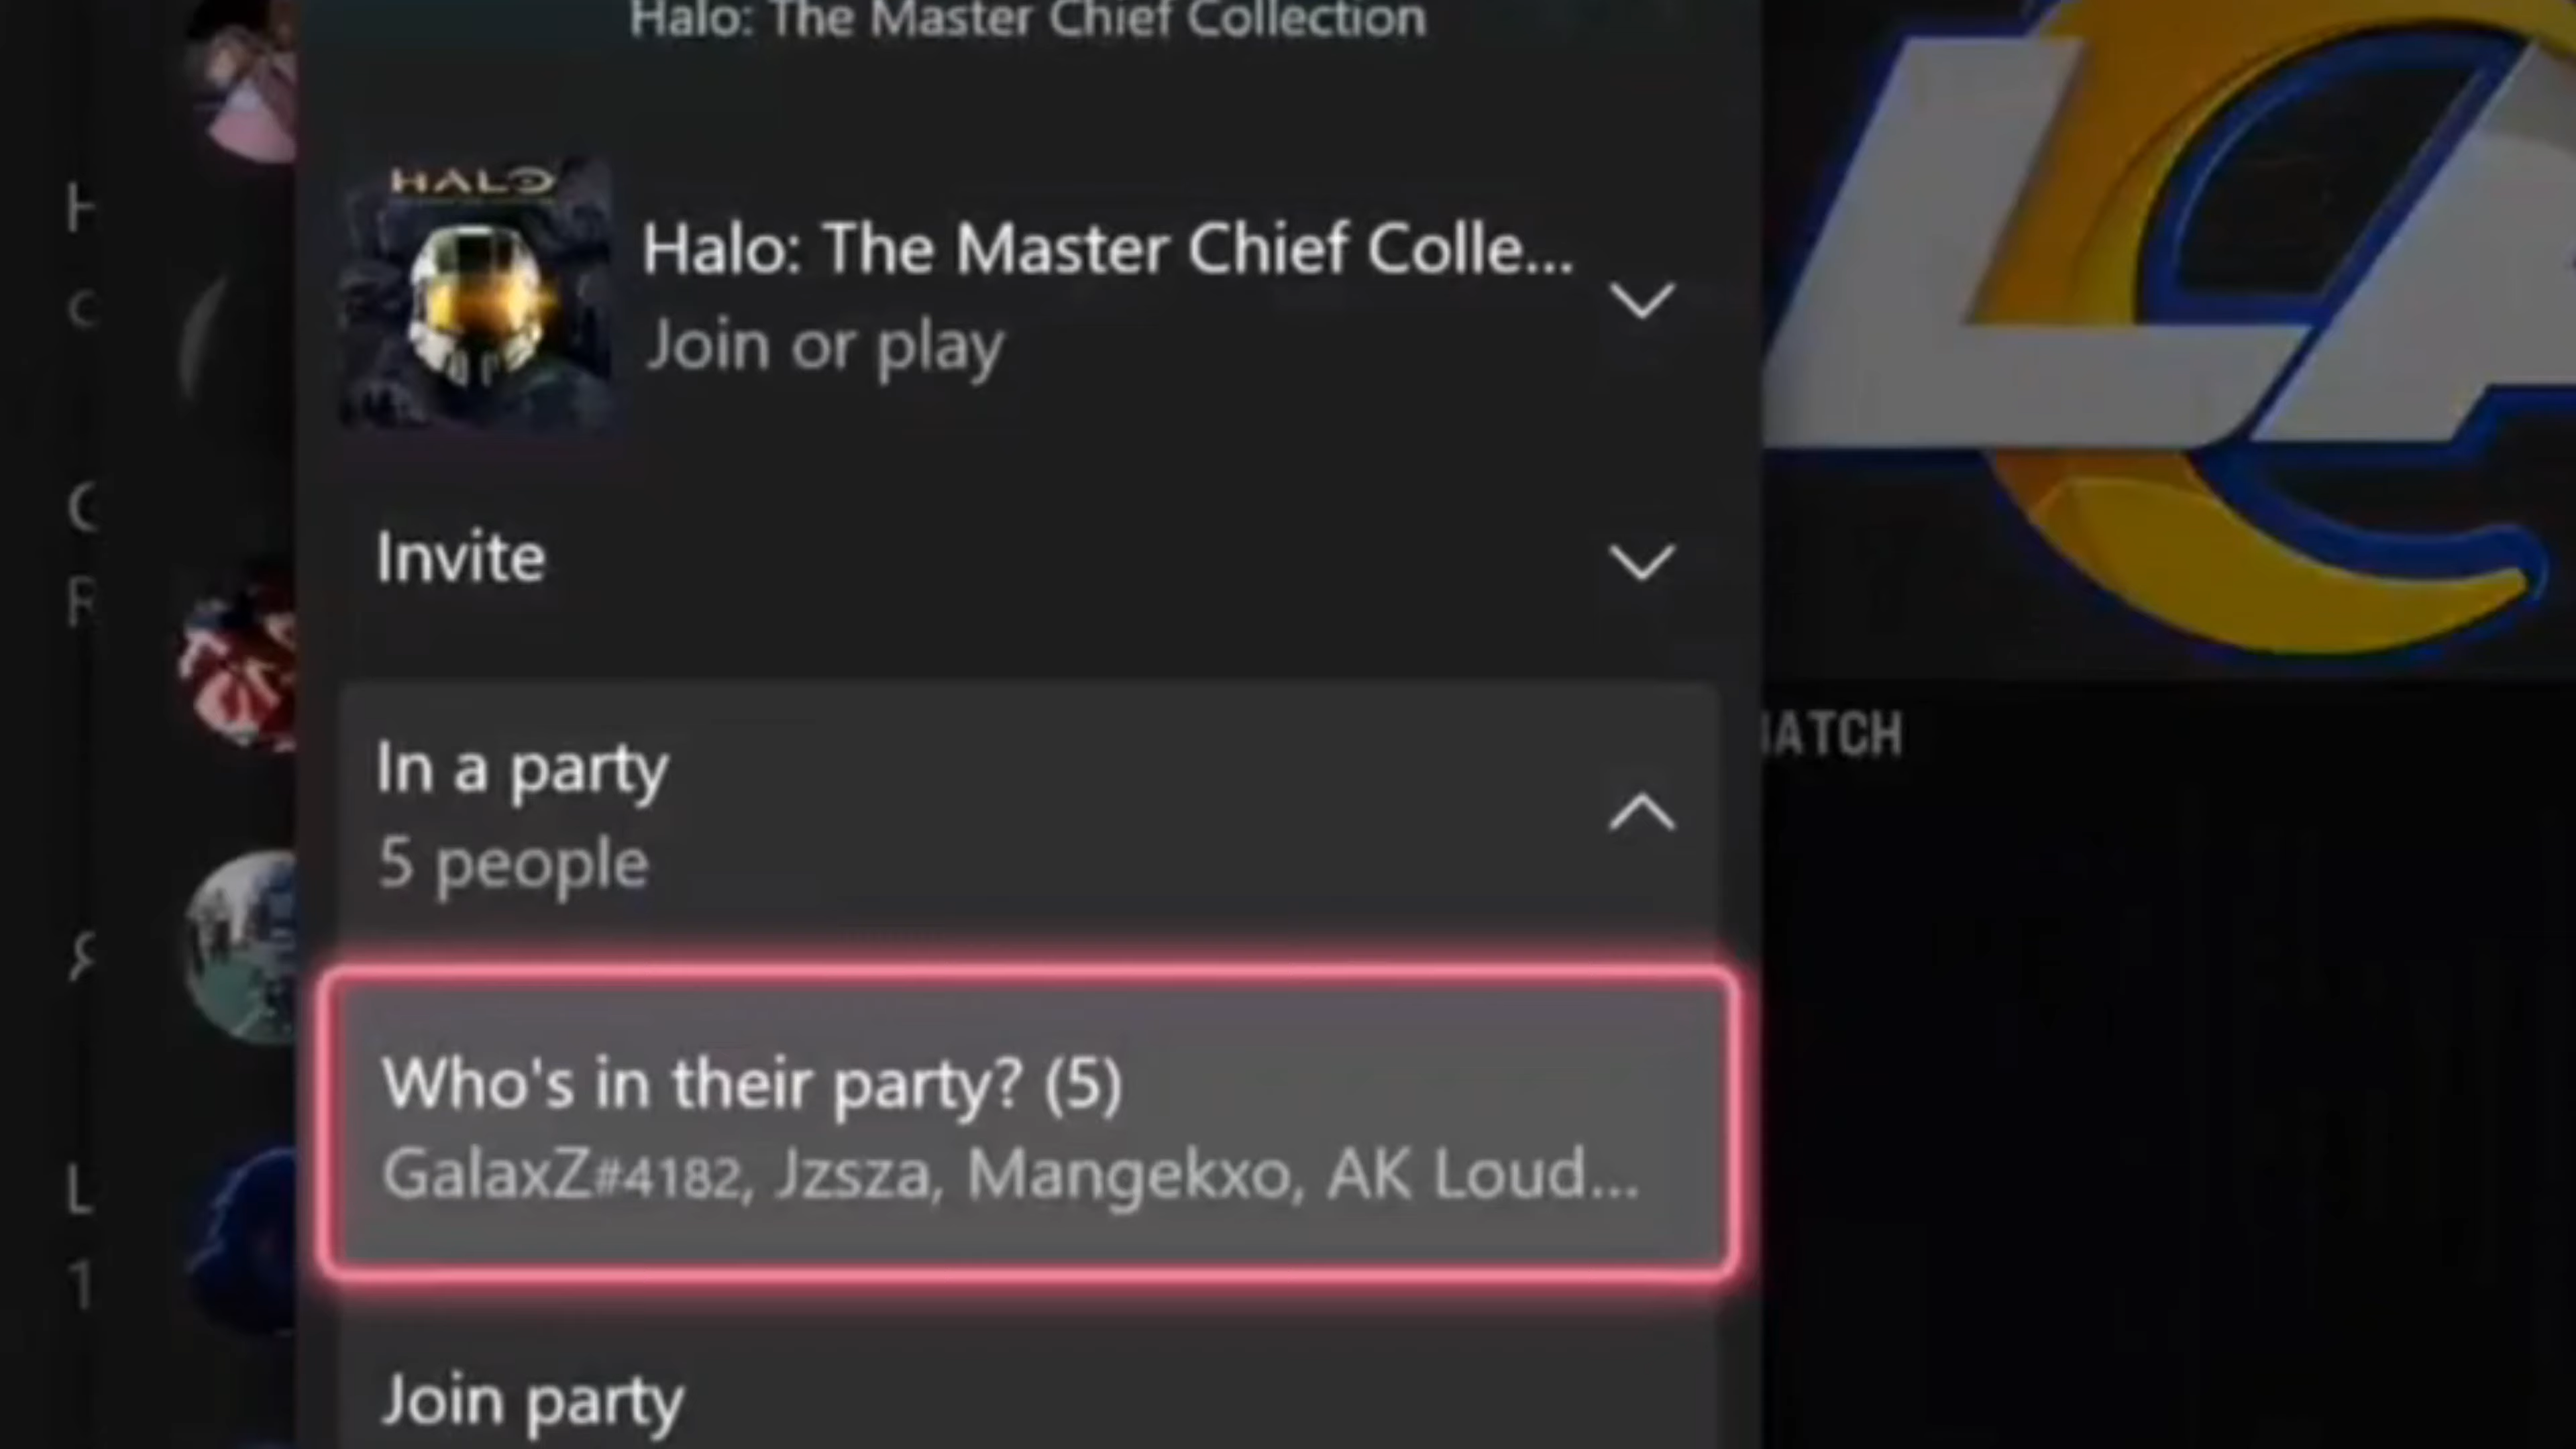 Halo: The Master Chief Collection
HALO
Halo: The Master Chief Colle...
Join or play
LA
Invite
In a party
5 people
ATCH
Who's in their party? (5)
GalaxZ#4182, Jzsza, Mangekxo, AK Loud...
Join party